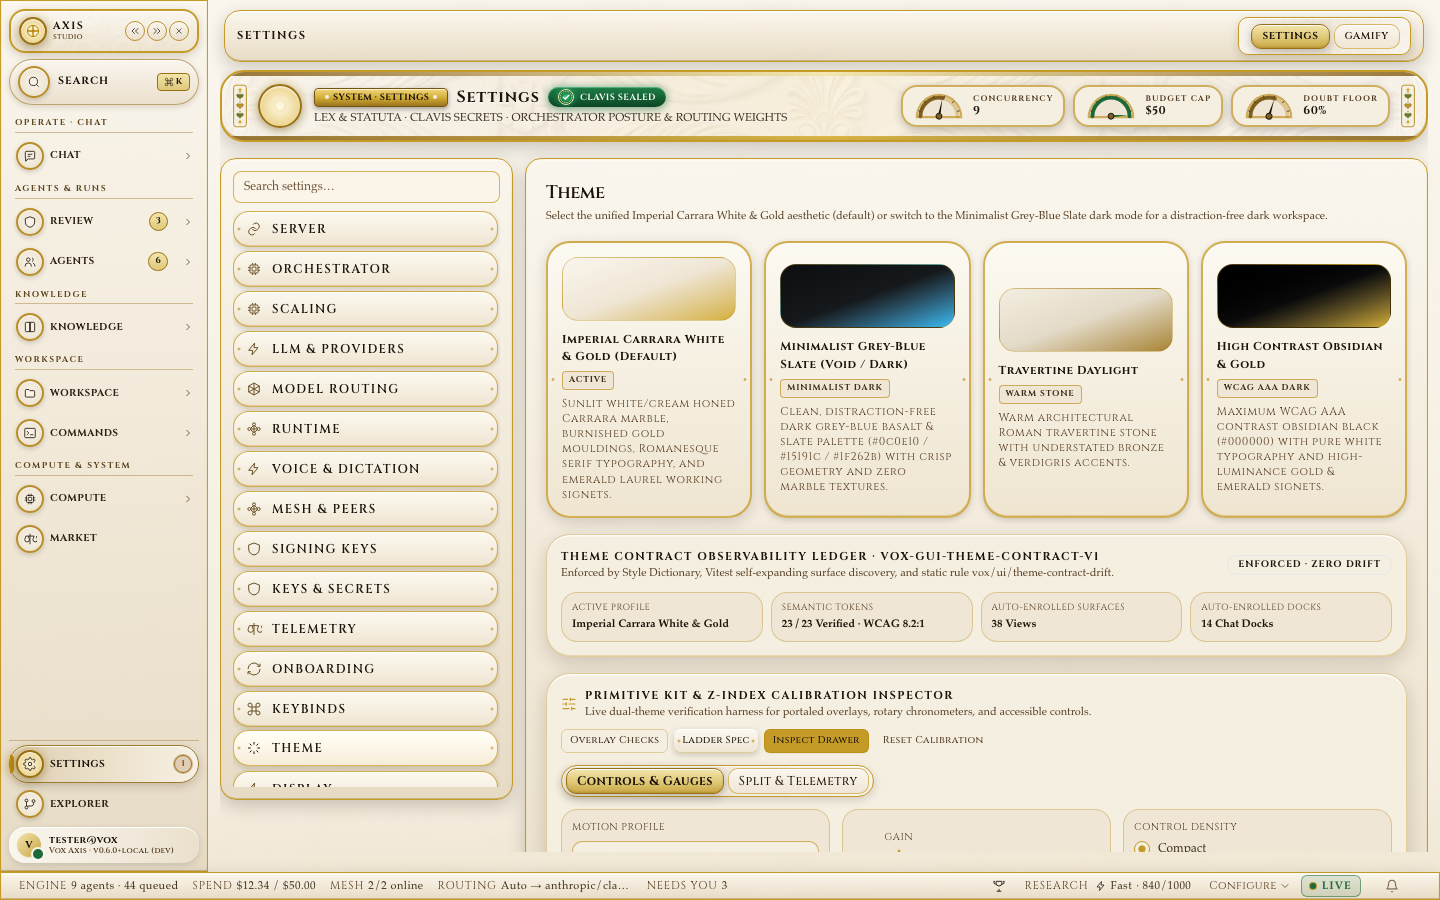 AXIS
STUDIO
SEARCH
⌘K
OPERATE · CHAT
CHAT
AGENTS & RUNS
REVIEW 3
AGENTS 6
KNOWLEDGE
KNOWLEDGE
WORKSPACE
WORKSPACE
COMMANDS
COMPUTE & SYSTEM
COMPUTE
MARKET
SETTINGS 1
EXPLORER
V
TESTER@VOX
VOX AXIS · V0.6.0+LOCAL (DEV)
SETTINGS
SETTINGS GAMIFY
SYSTEM · SETTINGS SETTINGS CLAVIS SEALED
LEX & STATUTA · CLAVIS SECRETS · ORCHESTRATOR POSTURE & ROUTING WEIGHTS
CONCURRENCY
9
BUDGET CAP
$50
DOUBT FLOOR
60%
Search settings…
SERVER
ORCHESTRATOR
SCALING
LLM & PROVIDERS
MODEL ROUTING
RUNTIME
VOICE & DICTATION
MESH & PEERS
SIGNING KEYS
KEYS & SECRETS
TELEMETRY
ONBOARDING
KEYBINDS
THEME
DISPLAY
THEME
Select the unified Imperial Carrara White & Gold aesthetic (default) or switch to the Minimalist Grey-Blue Slate dark mode for a distraction-free dark workspace.
IMPERIAL CARRARA WHITE
& GOLD (DEFAULT)
ACTIVE
SUNLIT WHITE/CREAM HONED
CARRARA MARBLE,
BURNISHED GOLD
MOULDINGS, ROMANESQUE
SERIF TYPOGRAPHY, AND
EMERALD LAUREL WORKING
SIGNETS.
MINIMALIST GREY-BLUE
SLATE (VOID / DARK)
MINIMALIST DARK
CLEAN, DISTRACTION-FREE
DARK GREY-BLUE BASALT &
SLATE PALETTE (#0C0E10 /
#15191C / #1F262B) WITH CRISP
GEOMETRY AND ZERO
MARBLE TEXTURES.
TRAVERTINE DAYLIGHT
WARM STONE
WARM ARCHITECTURAL
ROMAN TRAVERTINE STONE
WITH UNDERSTATED BRONZE
& VERDIGRIS ACCENTS.
HIGH CONTRAST OBSIDIAN
& GOLD
WCAG AAA DARK
MAXIMUM WCAG AAA
CONTRAST OBSIDIAN BLACK
(#000000) WITH PURE WHITE
TYPOGRAPHY AND HIGH-
LUMINANCE GOLD &
EMERALD SIGNETS.
THEME CONTRACT OBSERVABILITY LEDGER · VOX-GUI-THEME-CONTRACT-V1
Enforced by Style Dictionary, Vitest self-expanding surface discovery, and static rule vox/ui/theme-contract-drift.
ENFORCED · ZERO DRIFT
ACTIVE PROFILE
Imperial Carrara White & Gold
SEMANTIC TOKENS
23/23 Verified · WCAG 8.2:1
AUTO-ENROLLED SURFACES
38 Views
AUTO-ENROLLED DOCKS
14 Chat Docks
PRIMITIVE KIT & Z-INDEX CALIBRATION INSPECTOR
Live dual-theme verification harness for portaled overlays, rotary chronometers, and accessible controls.
OVERLAY CHECKS LADDER SPEC INSPECT DRAWER RESET CALIBRATION
CONTROLS & GAUGES SPLIT & TELEMETRY
MOTION PROFILE
GAIN
CONTROL DENSITY
Compact
ENGINE 9 agents · 44 queued SPEND $12.34 / $50.00 MESH 2/2 online ROUTING Auto → anthropic/cla… NEEDS YOU 3 RESEARCH Fast · 840/1000 CONFIGURE LIVE